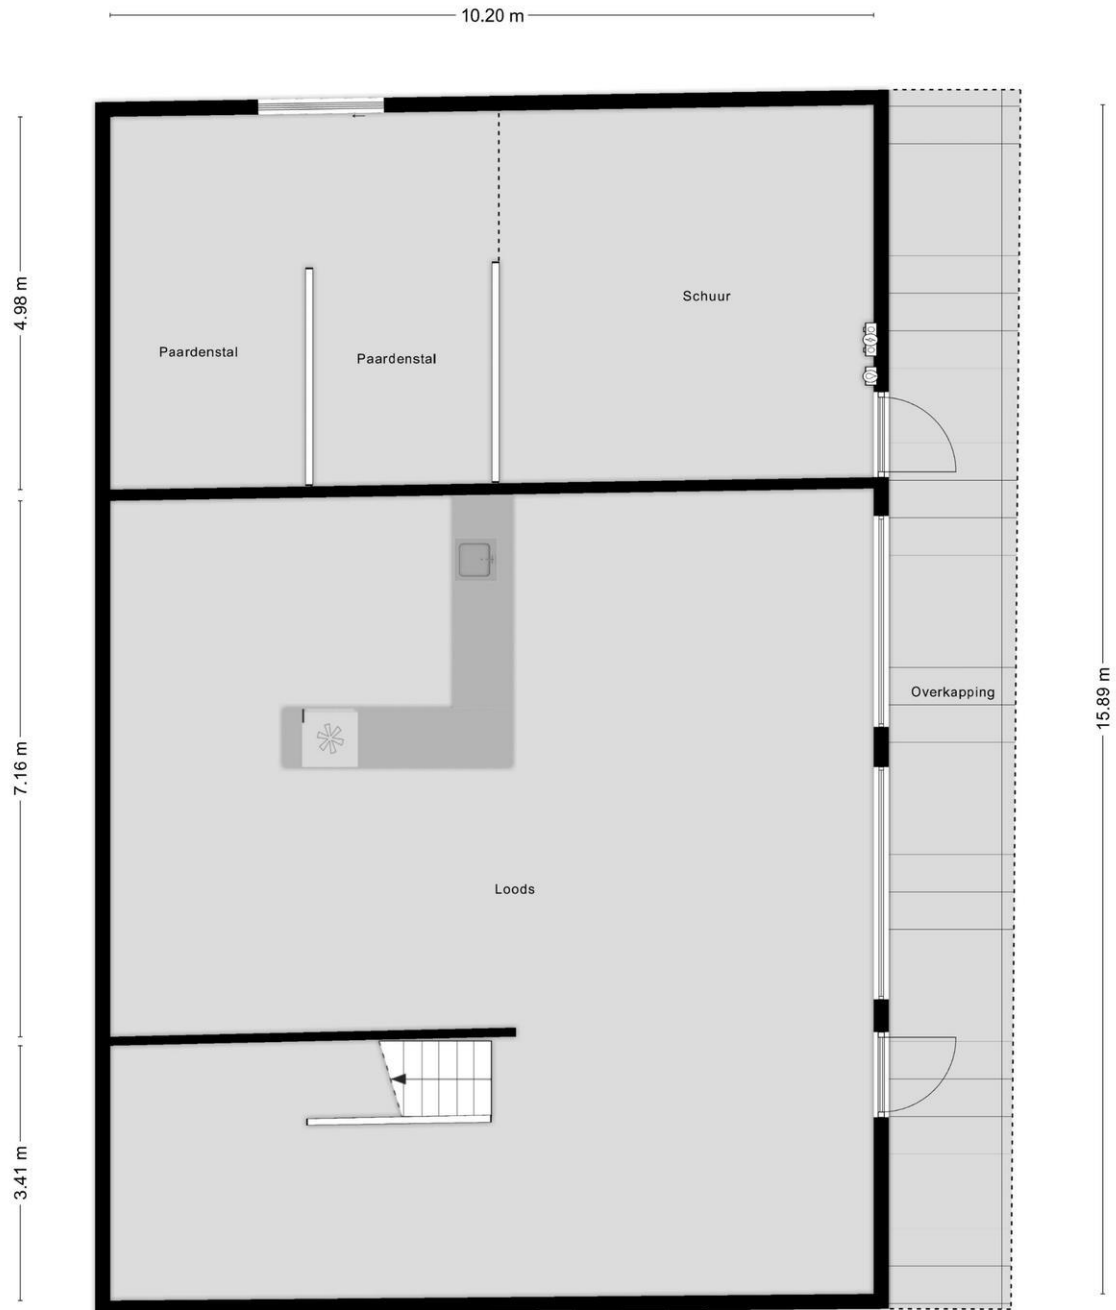 10.20 m
4.98 m
Schuur
Paardenstal
Paardenstal
Overkapping
15.89 m
7.16 m
Loods
3.41 m